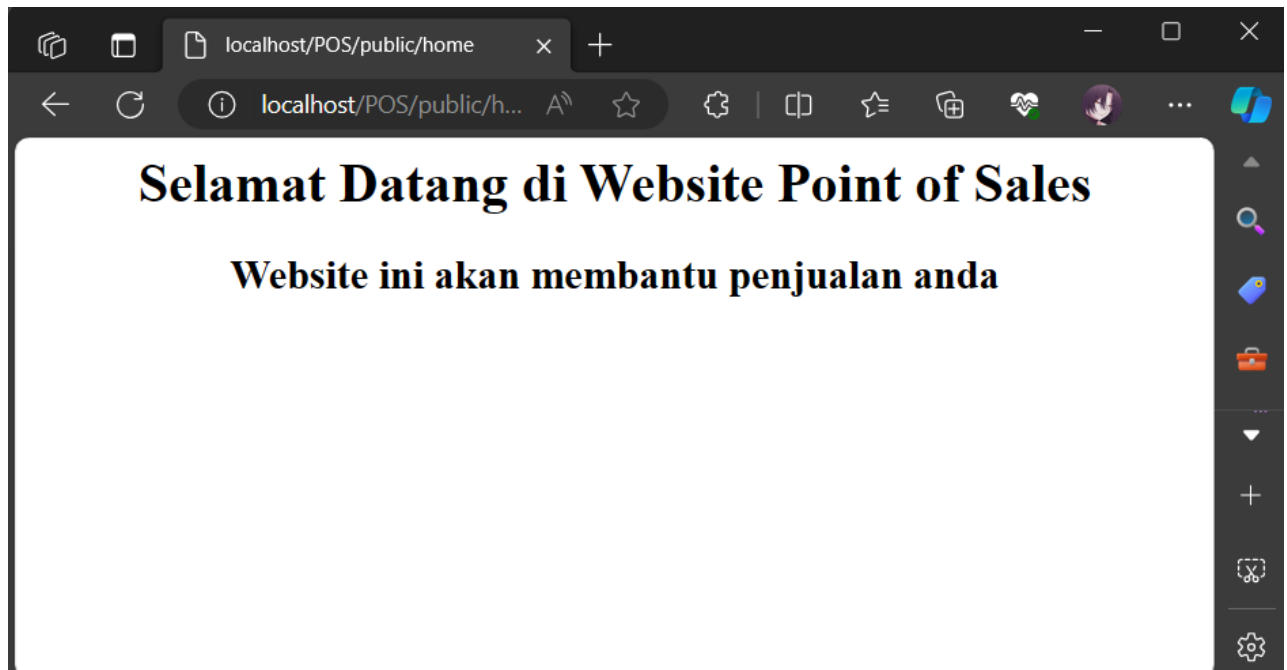 localhost/POS/public/home
localhost/POS/public/h...
Selamat Datang di Website Point of Sales
Website ini akan membantu penjualan anda